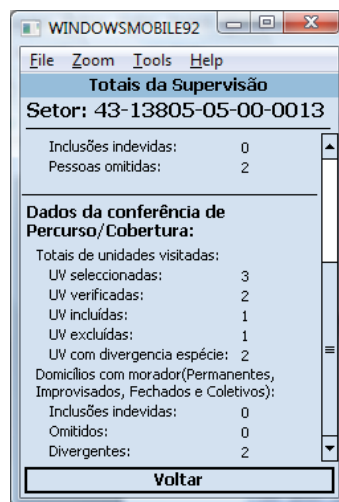 WINDOWSMOBILE92
File Zoom Tools Help
Totais da Supervisão
Setor: 43-13805-05-00-0013
Inclusões indevidas: 0
Pessoas omitidas: 2
Dados da conferência de
Percurso/Cobertura:
Totais de unidades visitadas:
UV seleccionadas: 3
UV verificadas: 2
UV incluídas: 1
UV excluídas: 1
UV com divergencia espécie: 2
Domicílios com morador(Permanentes,
Improvisados, Fechados e Coletivos):
Inclusões indevidas: 0
Omitidos: 0
Divergentes: 2
Voltar